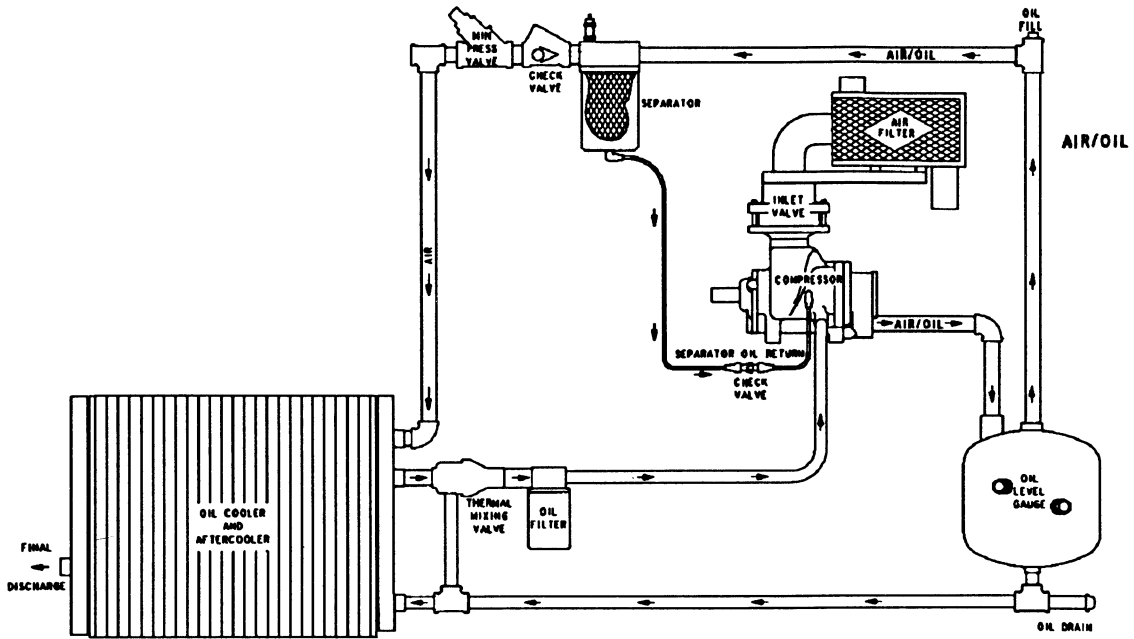 OIL
FILL
MIN
PRESS
VALVE
CHECK
VALVE
AIR/OIL
SEPARATOR
AIR
FILTER
AIR/OIL
INLET
VALVE
AIR
COMPRESSOR
AIR/OIL
SEPARATOR OIL RETURN
CHECK
VALVE
OIL COOLER
AND
AFTERCOOLER
THERMAL
MIXING
VALVE
OIL
FILTER
OIL
LEVEL
GAUGE
FINAL
DISCHARGE
OIL DRAIN